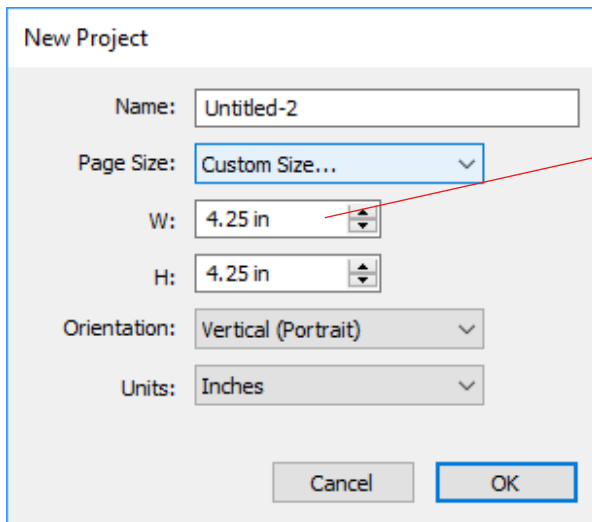 New Project
Name: Untitled-2
Page Size: Custom Size...
W: 4.25 in
H: 4.25 in
Orientation: Vertical (Portrait)
Units: Inches
Cancel OK